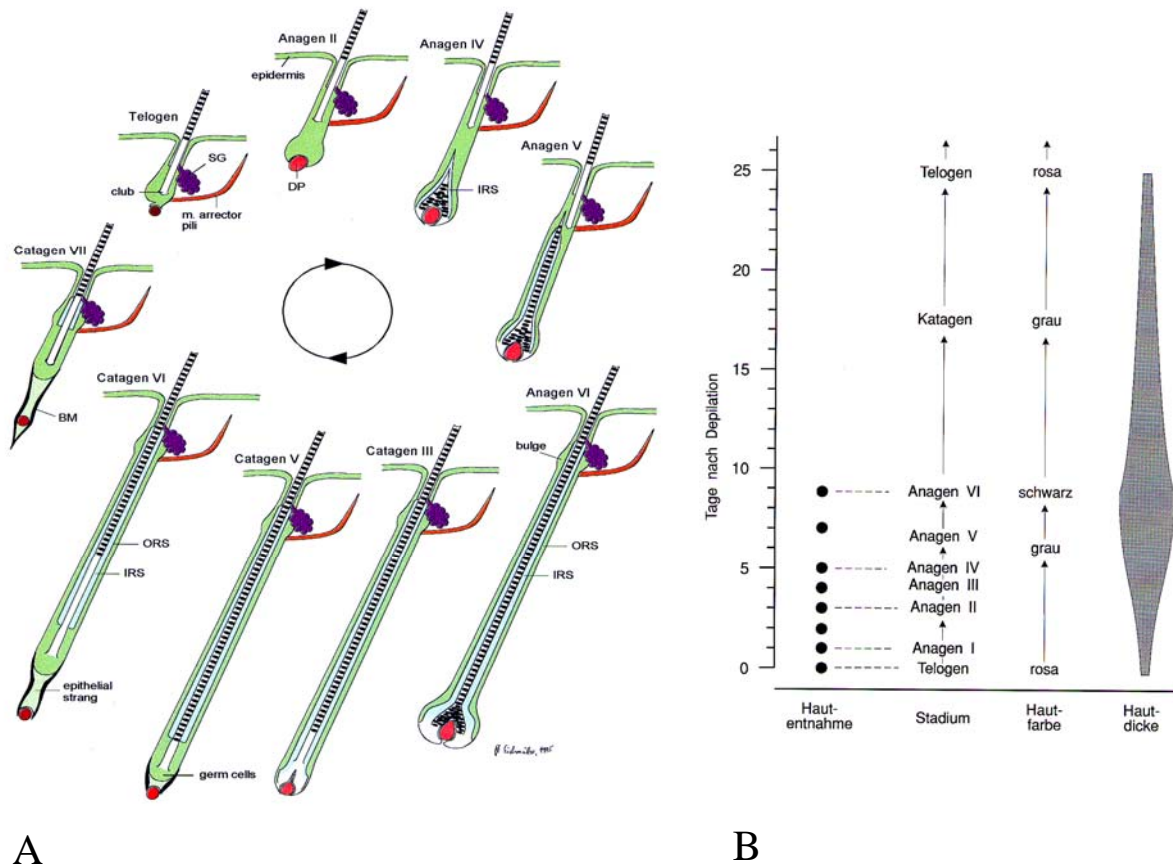 Anagen II
epidermis
DP
Anagen IV
IRS
Telogen
SG
club
m. arrector
pili
Anagen V
Catagen VII
BM
Catagen VI
ORS
IRS
epithelial
strang
Catagen V
germ cells
Catagen III
Anagen VI
bulge
ORS
IRS
A
Tage nach Depilation
25
20
15
10
5
0
Telogen
Katagen
Anagen VI
Anagen V
Anagen IV
Anagen III
Anagen II
Anagen I
Telogen
rosa
grau
schwarz
grau
rosa
Haut-
entnahme
Stadium
Haut-
farbe
Haut-
dicke
B